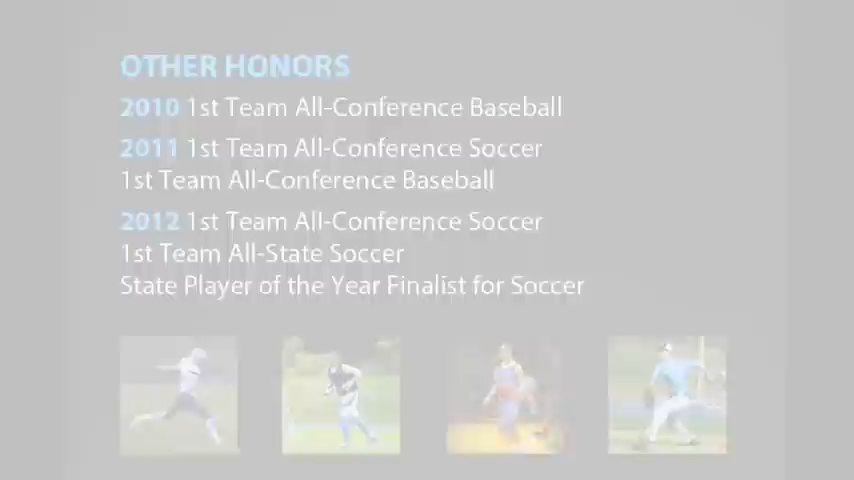 OTHER HONORS
2010 1st Team All-Conference Baseball
2011 1st Team All-Conference Soccer
1st Team All-Conference Baseball
2012 1st Team All-Conference Soccer
1st Team All-State Soccer
State Player of the Year Finalist for Soccer